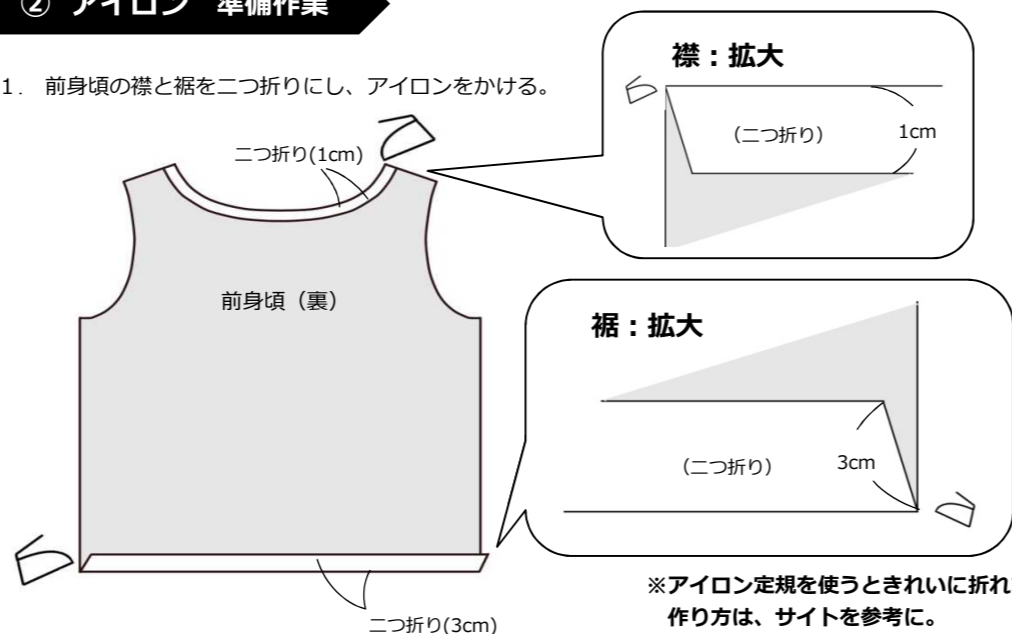 ② アイロン 準備作業
1. 前身頃の襟と裾を二つ折りにし、アイロンをかける。
襟：拡大
（二つ折り）
1cm
二つ折り(1cm)
前身頃（裏）
裾：拡大
（二つ折り）
3cm
二つ折り(3cm)
※アイロン定規を使うときれいに折れ
作り方は、サイトを参考に。